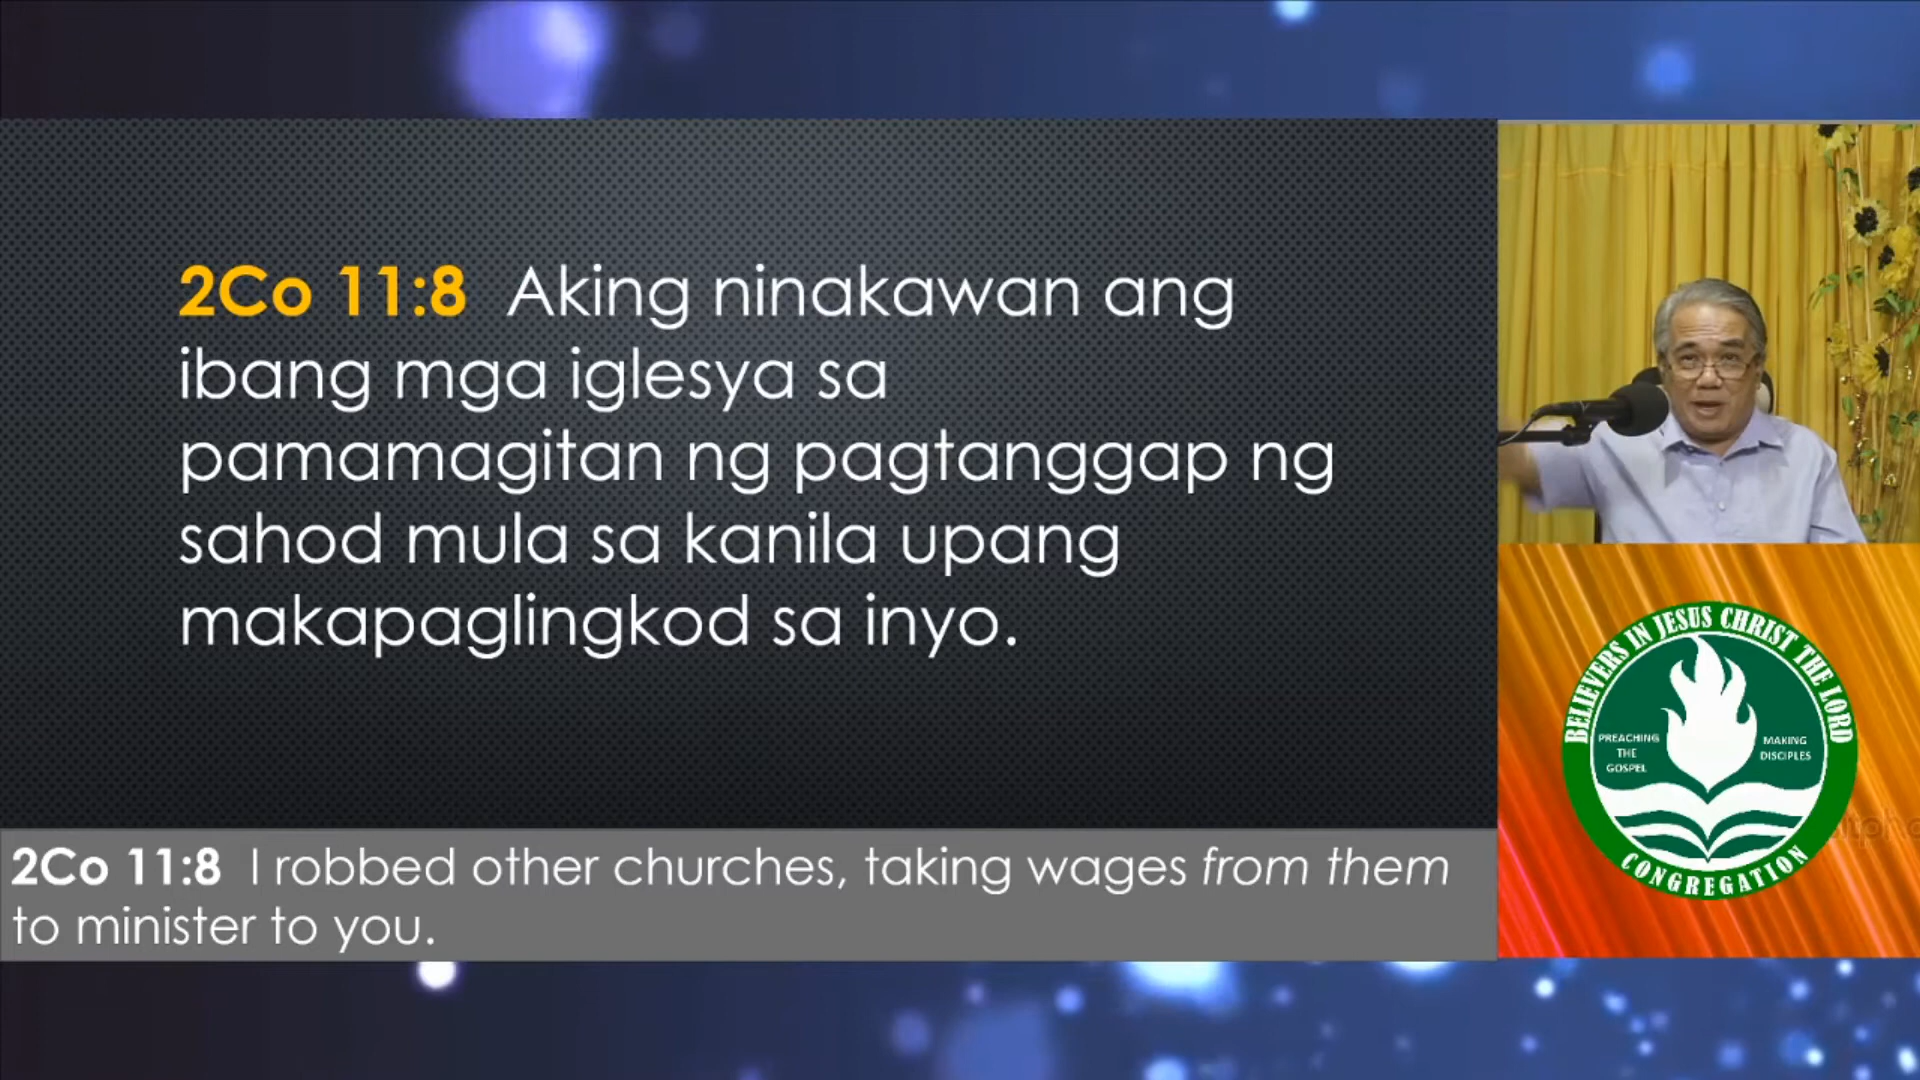 2Co 11:8 Aking ninakawan ang
ibang mga iglesya sa
pamamagitan ng pagtanggap ng
sahod mula sa kanila upang
makapaglingkod sa inyo.
2Co 11:8 I robbed other churches, taking wages from them
to minister to you.
BELIEVERS IN JESUS CHRIST THE LORD
PREACHING
THE
GOSPEL
MAKING
DISCIPLES
CONGREGATION